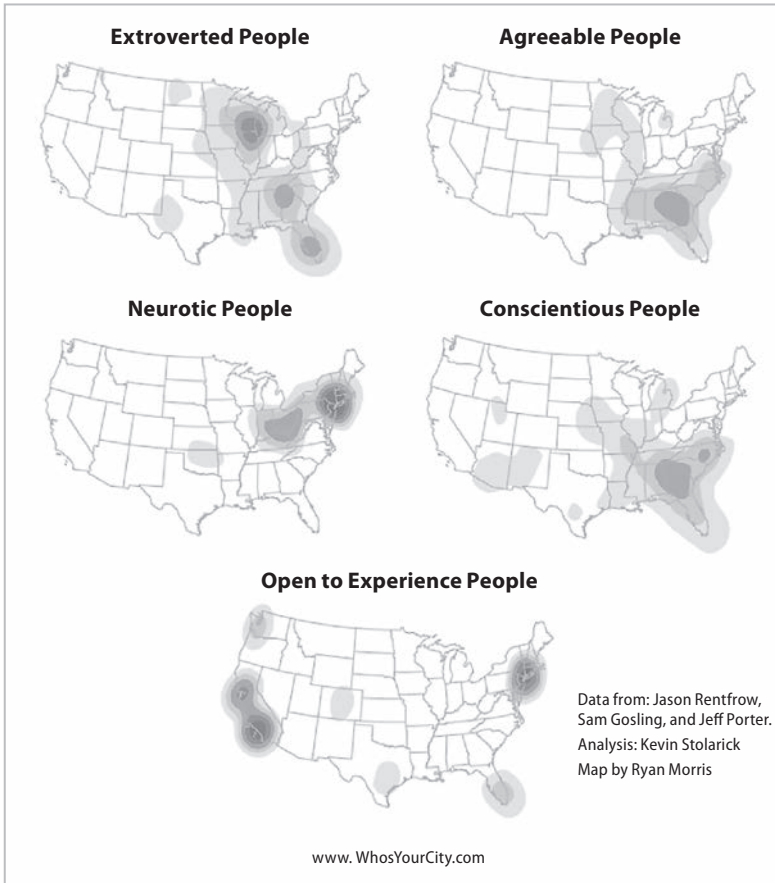 Extroverted People
Agreeable People
Neurotic People
Conscientious People
Open to Experience People
Data from: Jason Rentfrow,
Sam Gosling, and Jeff Porter.
Analysis: Kevin Stolarick
Map by Ryan Morris
www. WhosYourCity.com